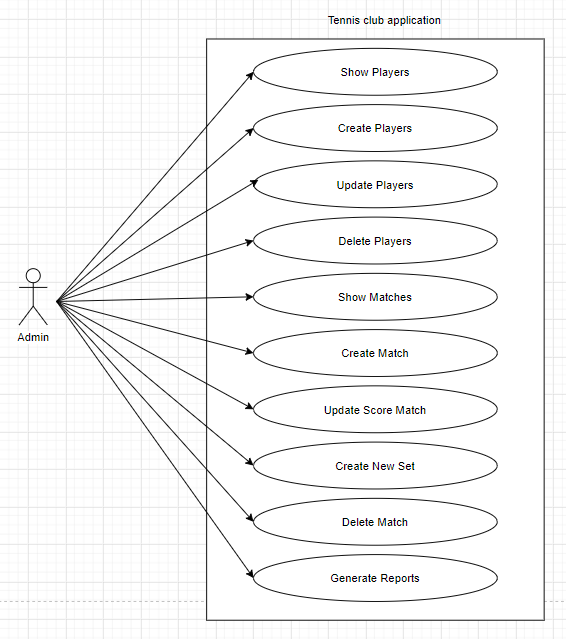 Tennis club application
Show Players
Create Players
Update Players
Delete Players
Show Matches
Admin
Create Match
Update Score Match
Create New Set
Delete Match
Generate Reports